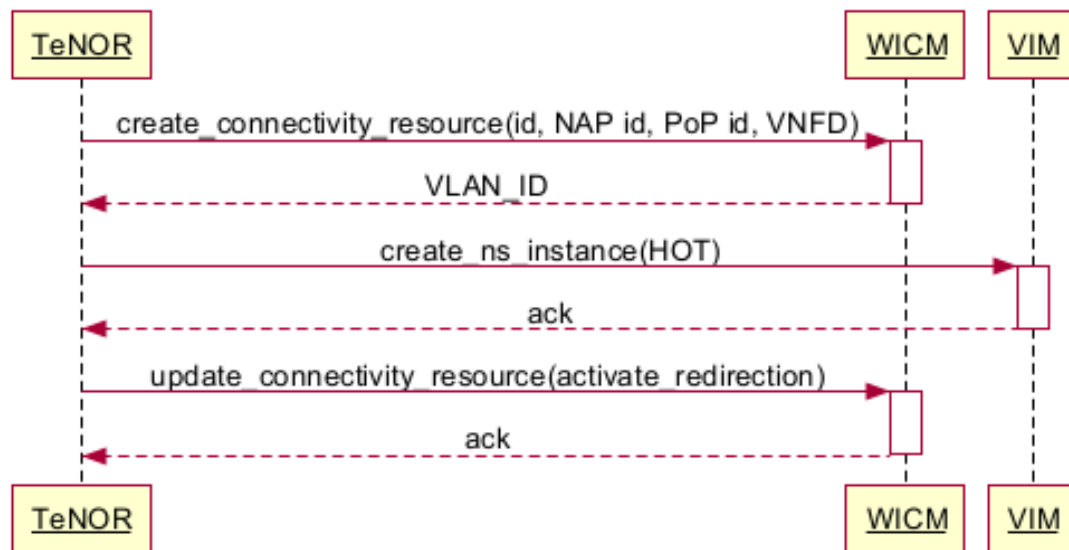 TeNOR WICM VIM
create_connectivity_resource(id, NAP id, PoP id, VNFD)
VLAN_ID
create_ns_instance(HOT)
ack
update_connectivity_resource(activate_redirection)
ack
TeNOR WICM VIM